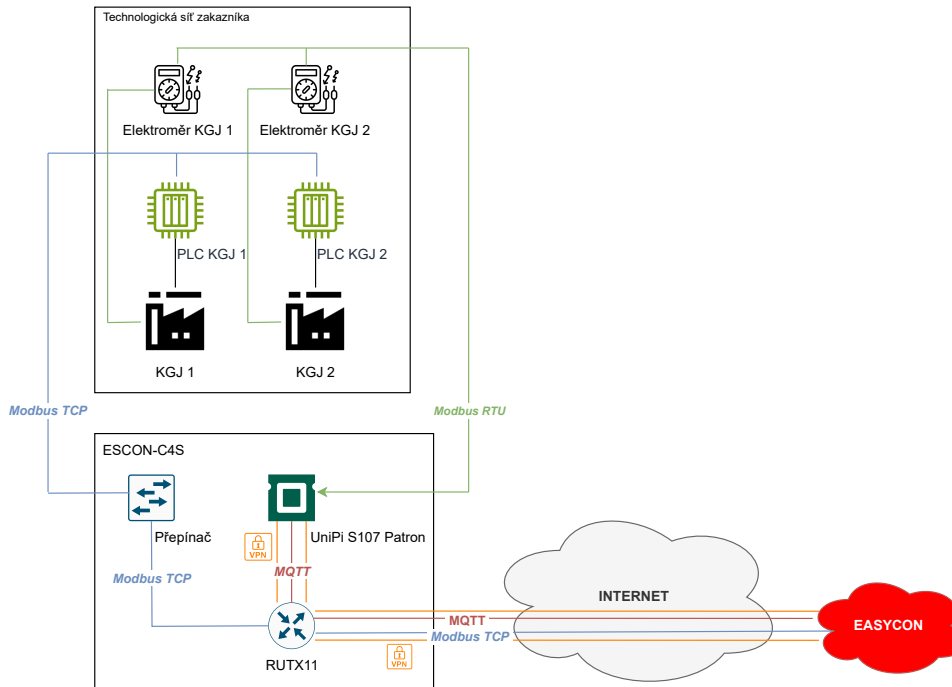 Technologická síť zakazníka
Elektroměr KGJ 1
Elektroměr KGJ 2
PLC KGJ 1
PLC KGJ 2
KGJ 1
KGJ 2
Modbus TCP
Modbus RTU
ESCON-C4S
Přepínač
UniPi S107 Patron
VPN
Modbus TCP
MQTT
INTERNET
MQTT
EASYCON
Modbus TCP
RUTX11
VPN